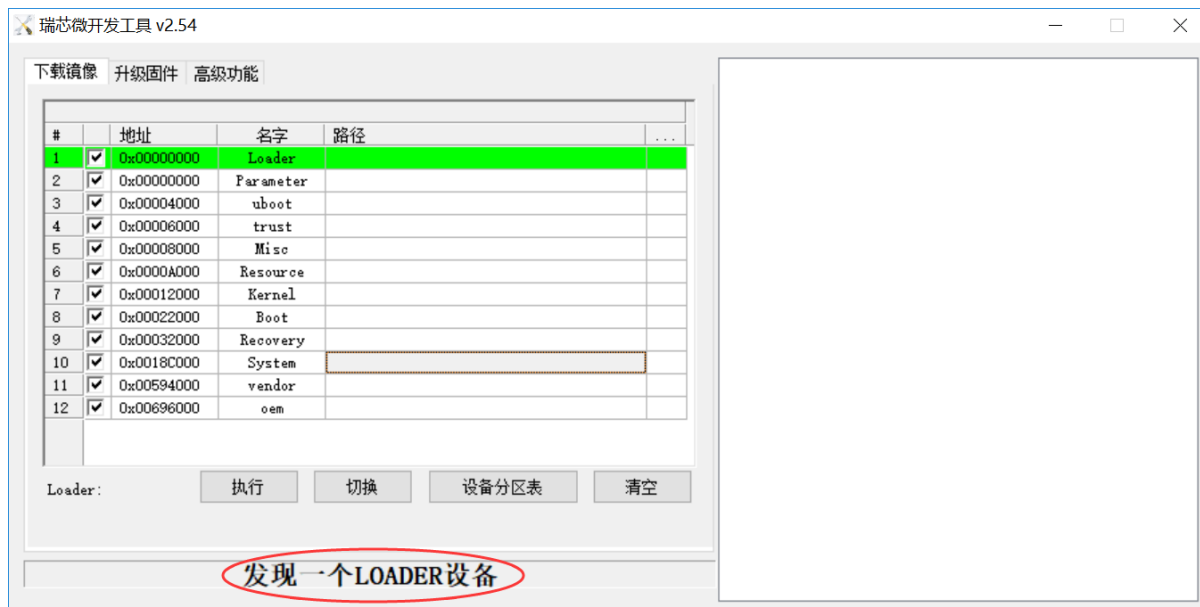 瑞芯微开发工具 v2.54
下载镜像 升级固件 高级功能
# 地址 名字 路径 ...
1 0x00000000 Loader
2 0x00000000 Parameter
3 0x00004000 uboot
4 0x00006000 trust
5 0x00008000 Misc
6 0x0000A000 Resource
7 0x00012000 Kernel
8 0x00022000 Boot
9 0x00032000 Recovery
10 0x0018C000 System
11 0x00594000 vendor
12 0x00696000 oem
Loader: 执行 切换 设备分区表 清空
发现一个LOADER设备